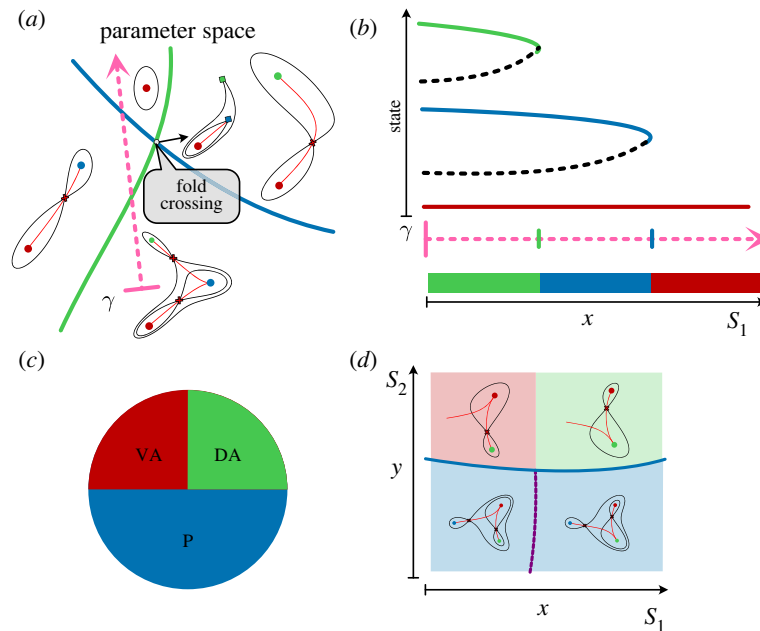 (a)
parameter space
fold
crossing
γ
(b)
state
γ
x
S1
(c)
VA
DA
P
(d)
S2
y
x
S1